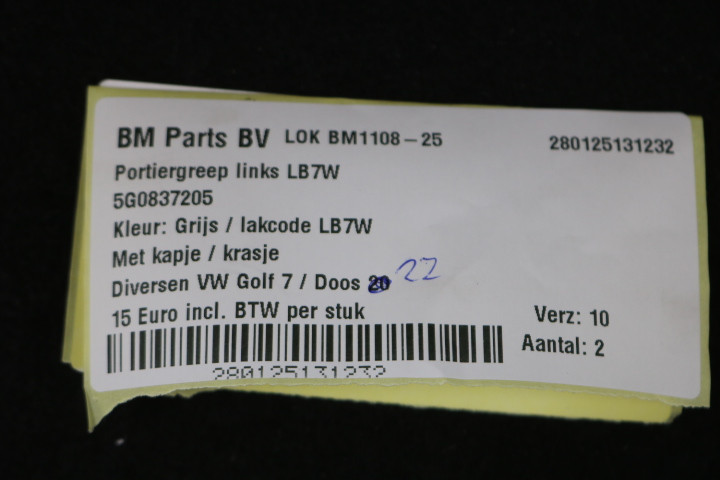 BM Parts BV LOK BM1108-25 280125131232
Portiergreep links LB7W
5G0837205
Kleur: Grijs / lakcode LB7W
Met kapje / krasje
Diversen VW Golf 7 / Doos 22
15 Euro incl. BTW per stuk Verz: 10
Aantal: 2
280125131232